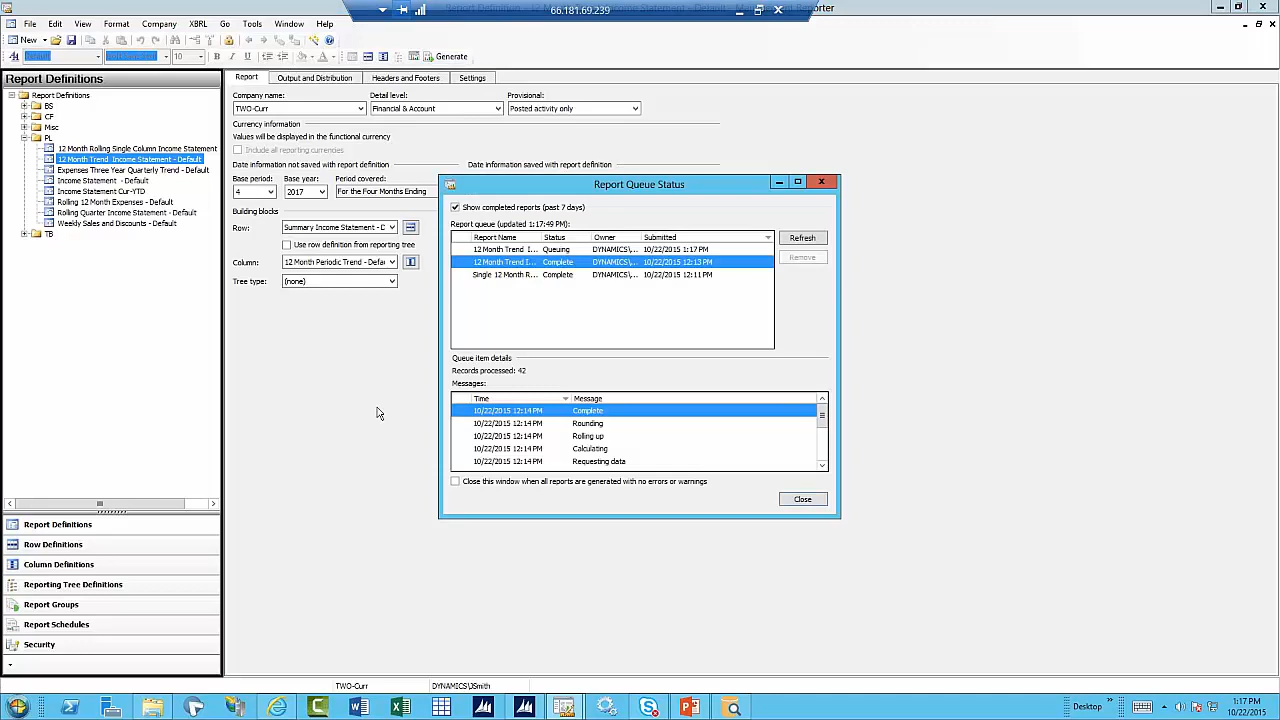 66.181.69.239
File Edit View Format Company XBRL Go Tools Window Help
New
Default 10 Generate
Report Definitions
Report Definitions
BS
CF
Misc
PL
12 Month Rolling Single Column Income Statement
12 Month Trend Income Statement - Default
Expenses Three Year Quarterly Trend - Default
Income Statement - Default
Income Statement Cur-YTD
Rolling 12 Month Expenses - Default
Rolling Quarter Income Statement - Default
Weekly Sales and Discounts - Default
TB
Report Definitions
Row Definitions
Column Definitions
Reporting Tree Definitions
Report Groups
Report Schedules
Security
Report Output and Distribution Headers and Footers Settings
Company name: Detail level: Provisional:
TWO-Curr Financial & Account Posted activity only
Currency information
Values will be displayed in the functional currency
Include all reporting currencies
Date information not saved with report definition Date information saved with report definition
Base period: Base year: Period covered:
4 2017 For the Four Months Ending
Building blocks
Row: Summary Income Statement - D
Use row definition from reporting tree
Column: 12 Month Periodic Trend - Defau
Tree type: (none)
Report Queue Status
Show completed reports (past 7 days)
Report queue (updated 1:17:49 PM):
Report Name Status Owner Submitted
12 Month Trend I... Queuing DYNAMICS\... 10/22/2015 1:17 PM
12 Month Trend I... Complete DYNAMICS\... 10/22/2015 12:13 PM
Single 12 Month R... Complete DYNAMICS\... 10/22/2015 12:11 PM
Refresh
Remove
Queue item details
Records processed: 42
Messages:
Time Message
10/22/2015 12:14 PM Complete
10/22/2015 12:14 PM Rounding
10/22/2015 12:14 PM Rolling up
10/22/2015 12:14 PM Calculating
10/22/2015 12:14 PM Requesting data
Close this window when all reports are generated with no errors or warnings
Close
TWO-Curr DYNAMICS\JSmith
Desktop
1:17 PM
10/22/2015